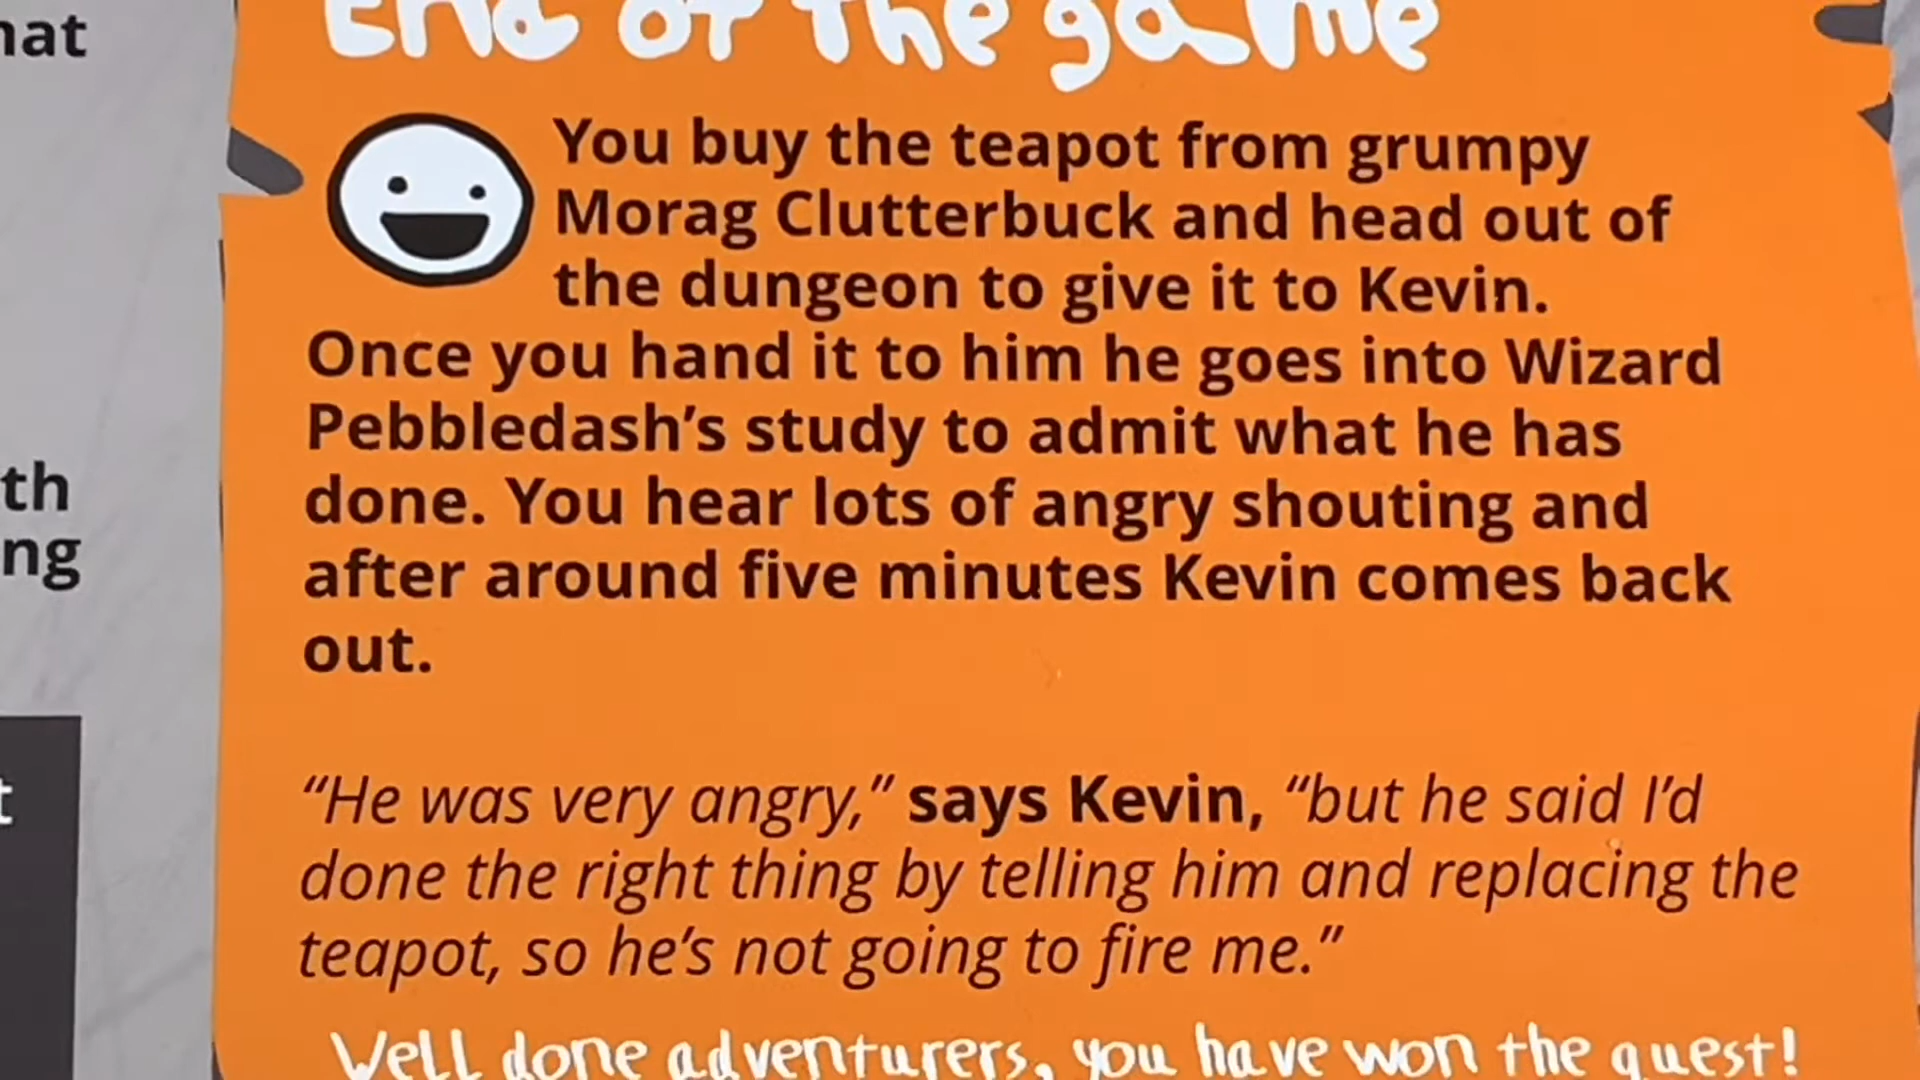 hat
End of the game
You buy the teapot from grumpy
Morag Clutterbuck and head out of
the dungeon to give it to Kevin.
Once you hand it to him he goes into Wizard
Pebbledash’s study to admit what he has
done. You hear lots of angry shouting and
after around five minutes Kevin comes back
out.
“He was very angry,” says Kevin, “but he said I’d
done the right thing by telling him and replacing the
teapot, so he’s not going to fire me.”
Well done adventurers, you have won the quest!
th
ng
t